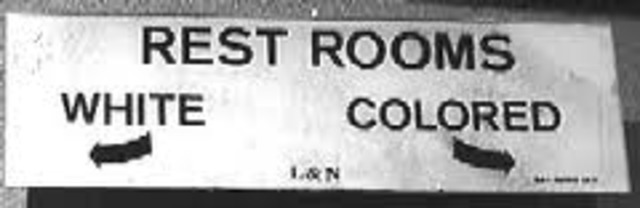 REST ROOMS
WHITE COLORED
L & N